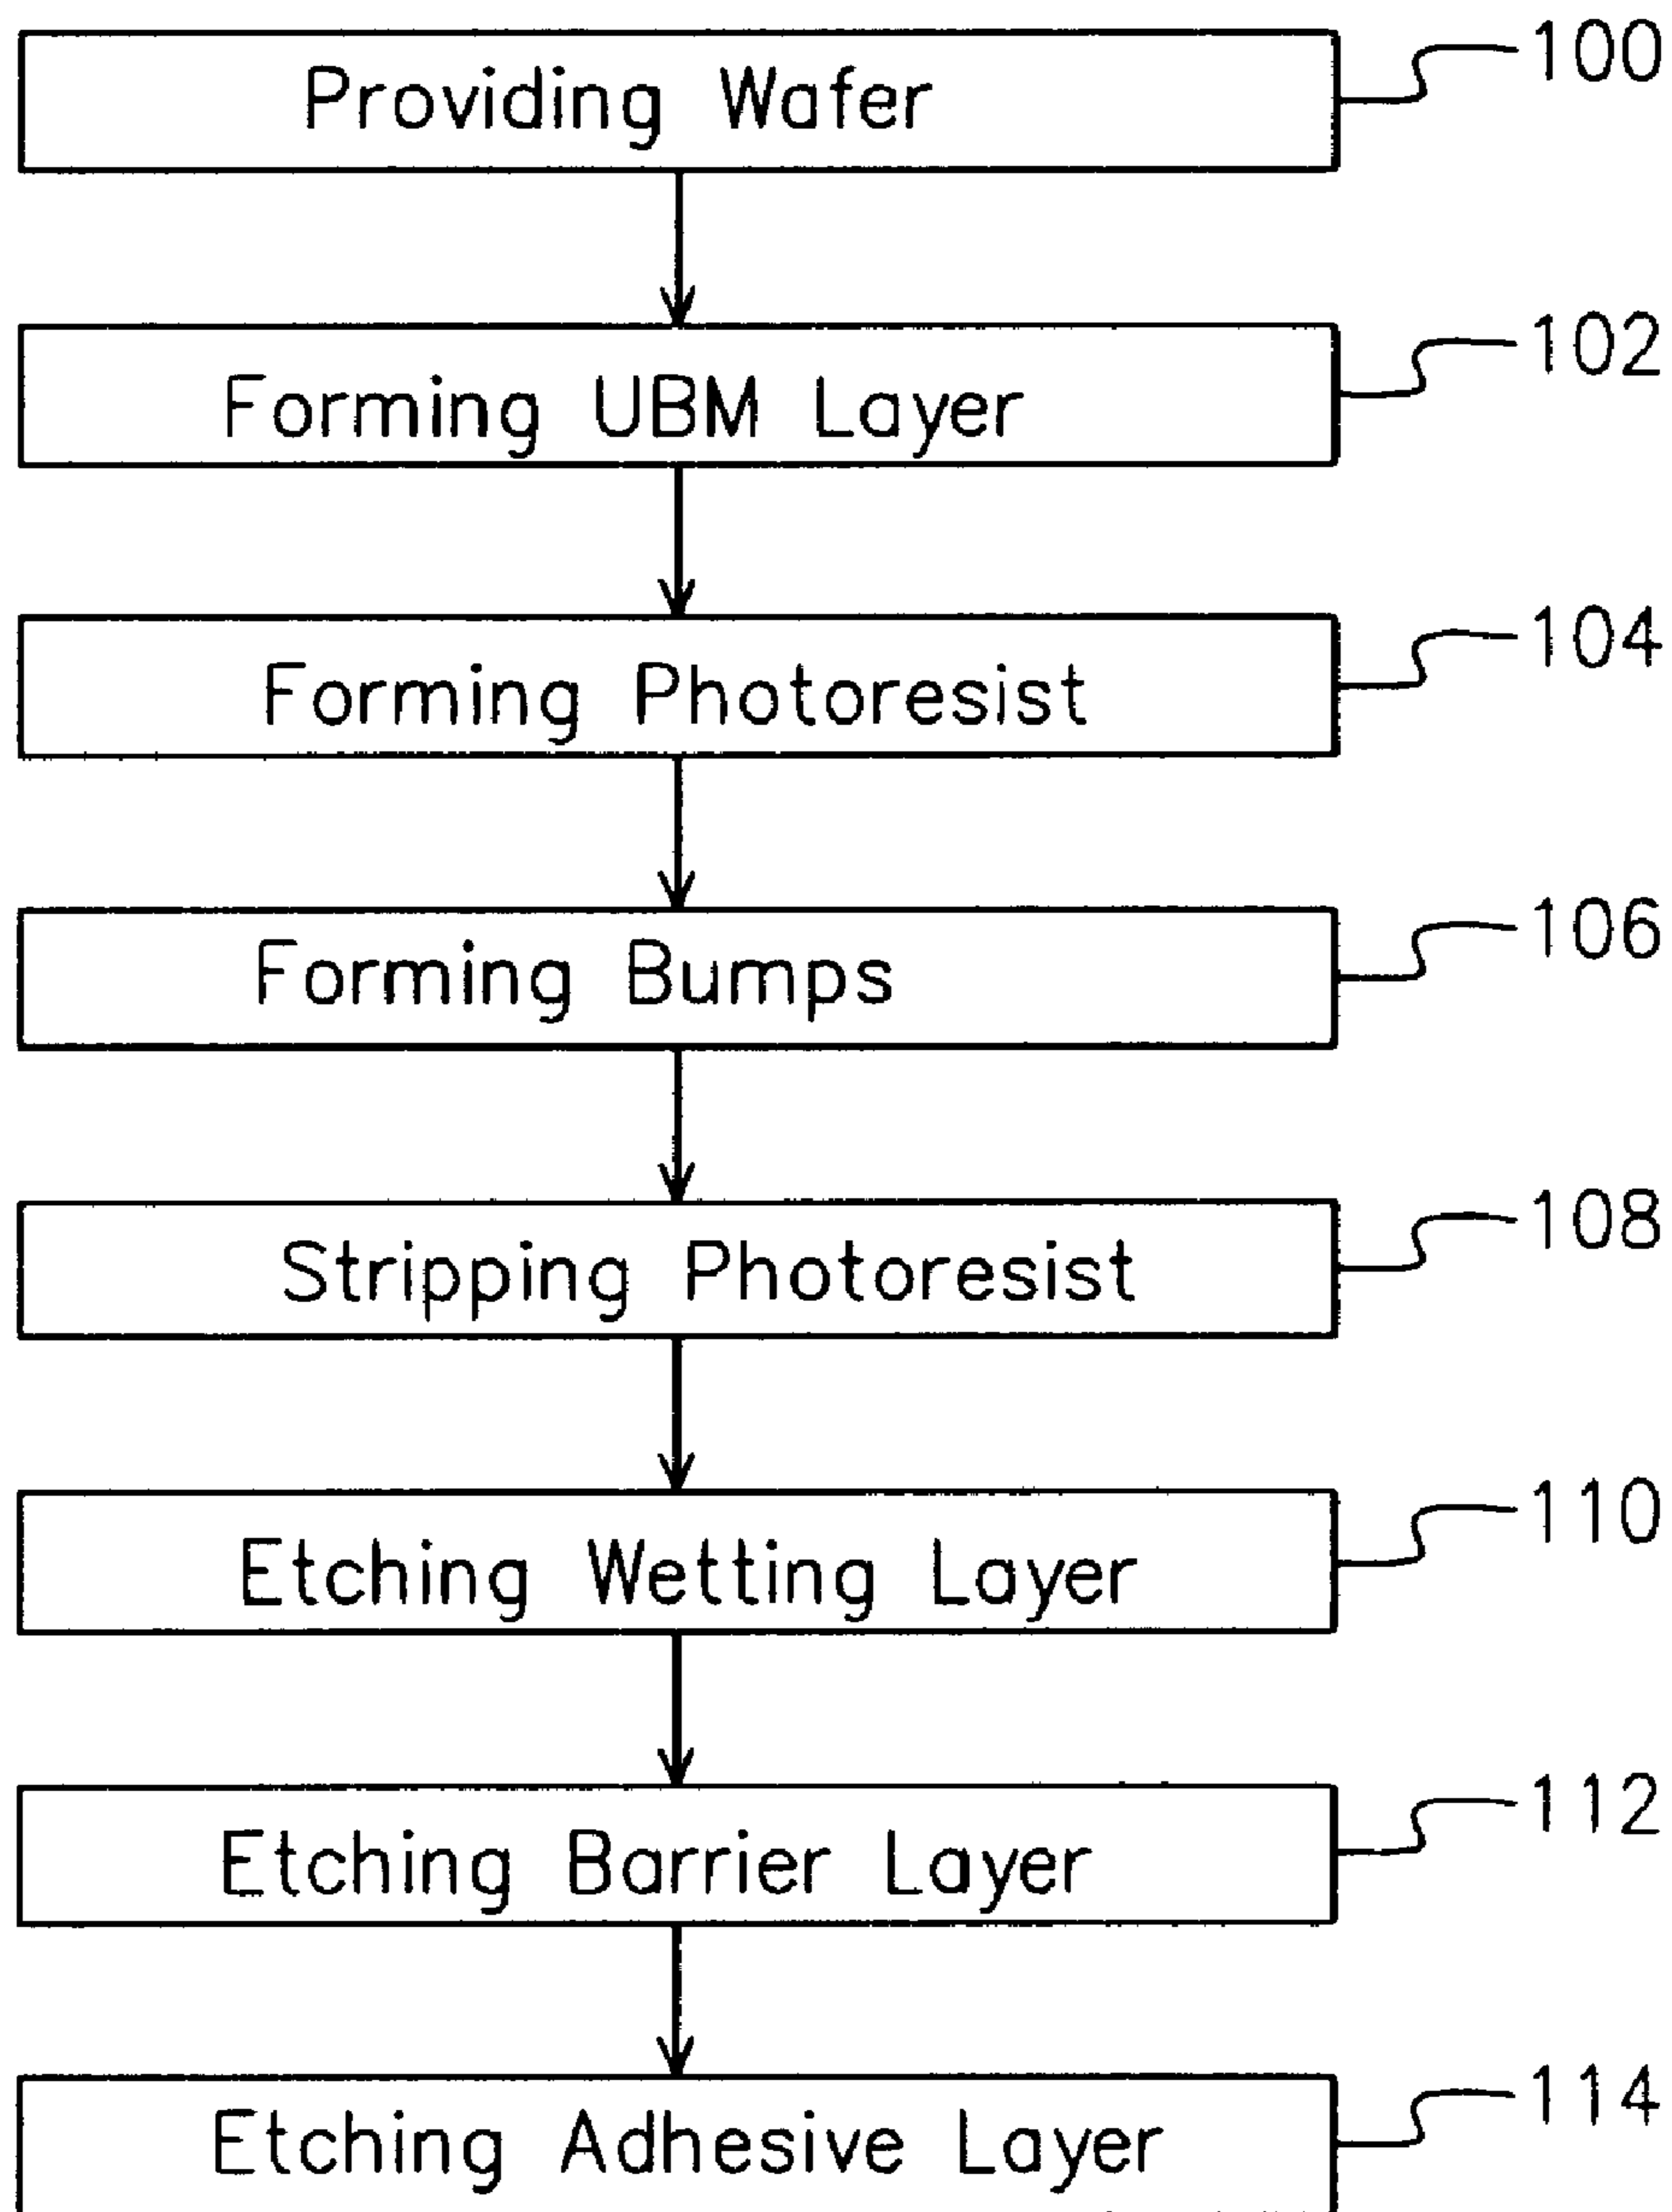 Providing Wafer 100
Forming UBM Layer 102
Forming Photoresist 104
Forming Bumps 106
Stripping Photoresist 108
Etching Wetting Layer 110
Etching Barrier Layer 112
Etching Adhesive Layer 114